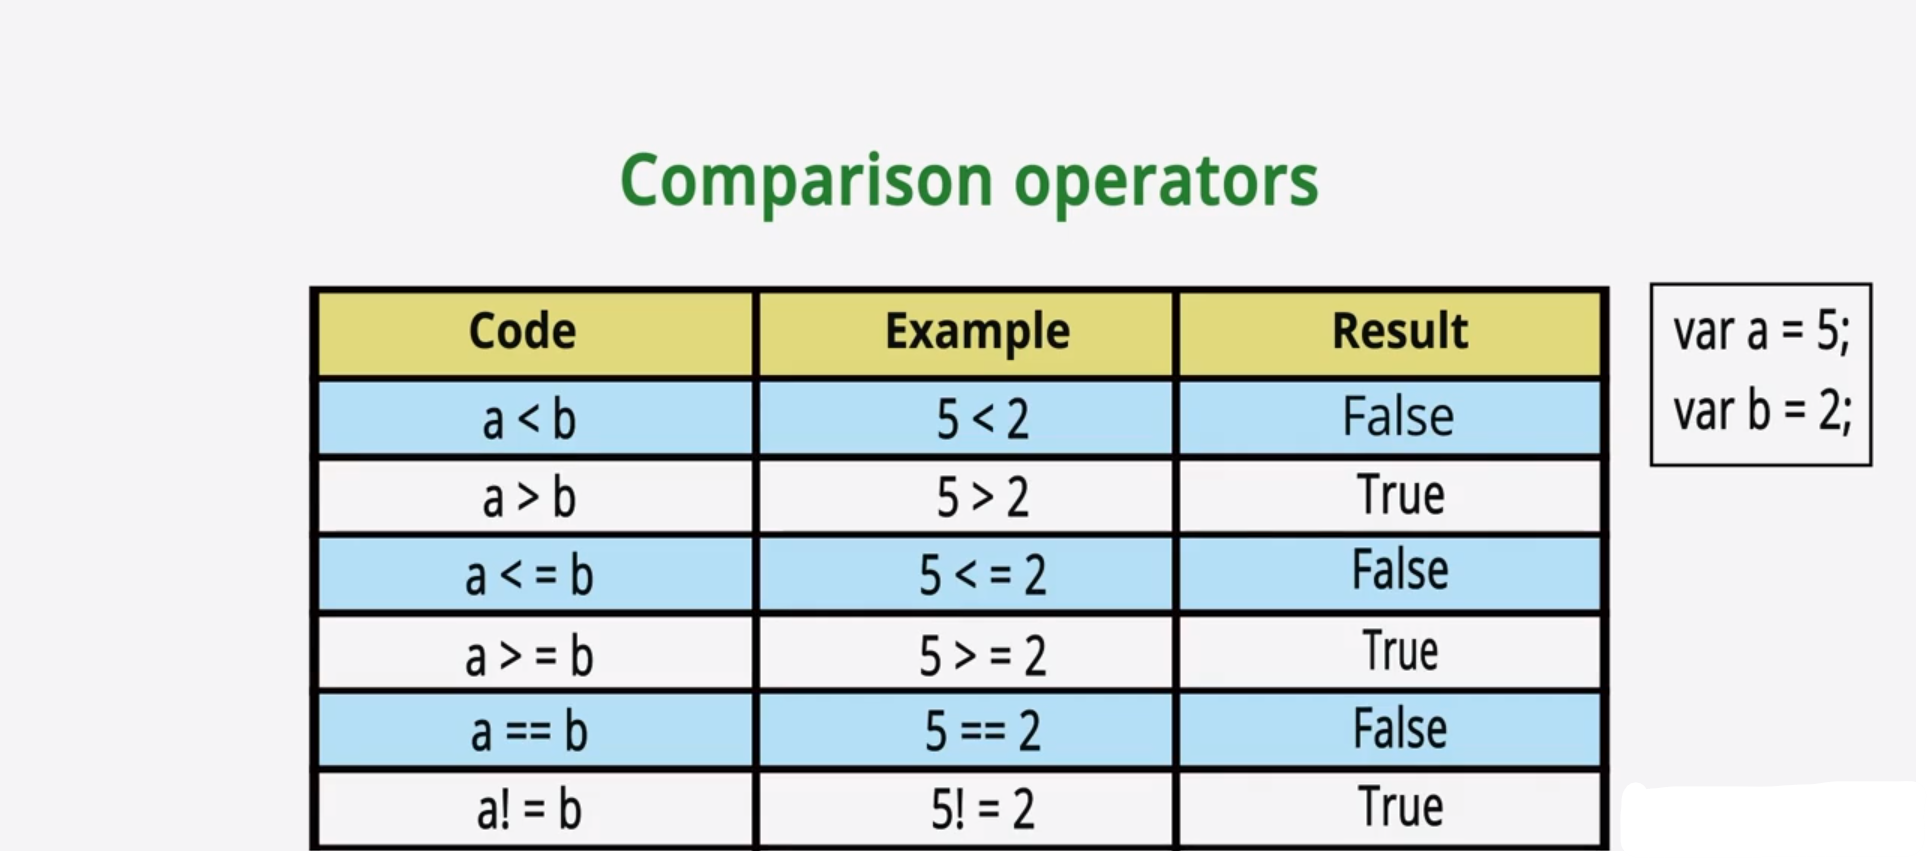 Comparison operators
Code Example Result
a < b 5 < 2 False
a > b 5 > 2 True
a < = b 5 < = 2 False
a > = b 5 > = 2 True
a == b 5 == 2 False
a! = b 5! = 2 True
var a = 5;
var b = 2;